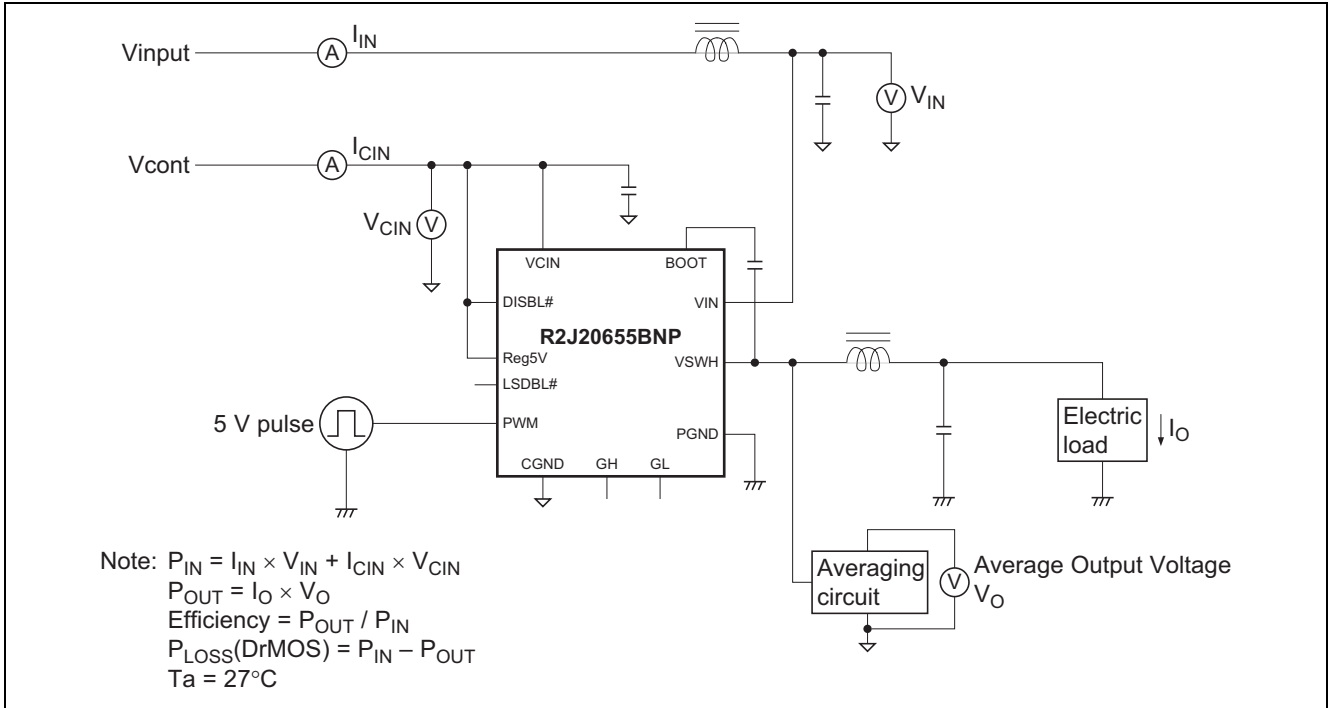 Vinput
A
I_IN
V
V_IN
Vcont
A
I_CIN
V_CIN
V
VCIN
BOOT
DISBL#
VIN
R2J20655BNP
Reg5V
VSWH
LSDBL#
5 V pulse
PWM
PGND
CGND
GH
GL
Electric
load
I_O
Averaging
circuit
V
Average Output Voltage
V_O
Note: P_IN = I_IN × V_IN + I_CIN × V_CIN
P_OUT = I_O × V_O
Efficiency = P_OUT / P_IN
P_LOSS(DrMOS) = P_IN – P_OUT
Ta = 27°C